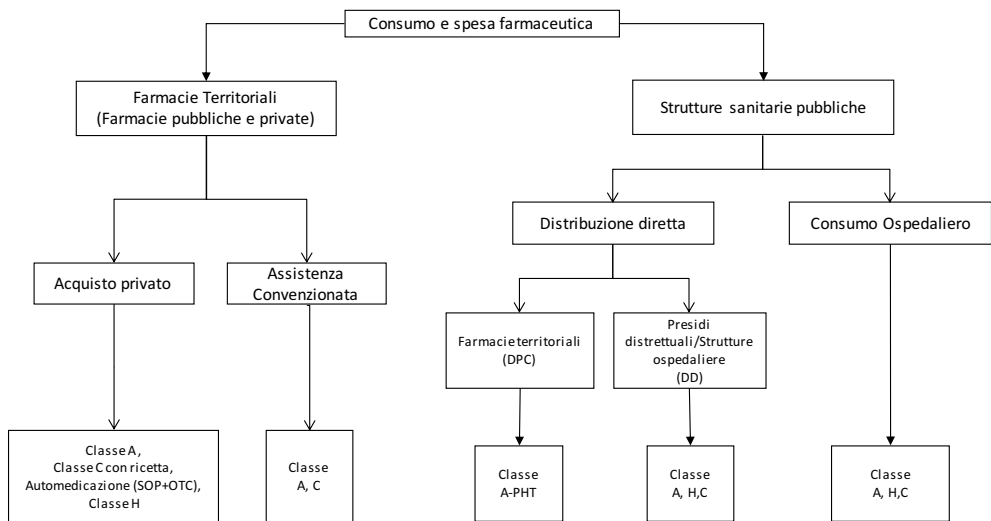 Consumo e spesa farmaceutica
Farmacie Territoriali
(Farmacie pubbliche e private)
Strutture sanitarie pubbliche
Distribuzione diretta
Consumo Ospedaliero
Acquisto privato
Assistenza
Convenzionata
Farmacie territoriali
(DPC)
Presidi
distrettuali/Strutture
ospedaliere
(DD)
Classe A,
Classe C con ricetta,
Automedicazione (SOP+OTC),
Classe H
Classe
A, C
Classe
A-PHT
Classe
A, H,C
Classe
A, H,C